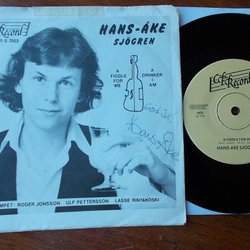 Records
HANS-ÅKE
SJÖGREN
A
FIDDLE
FOR
ME
A
DRINKER
I
AM
Good Luck
Hans-Åke
TRUMPET: ROGER JONSSON ULF PETTERSSON LASSE RINTAKOSKI
Records
A FIDDLE FOR ME
HANS-ÅKE SJÖGREN